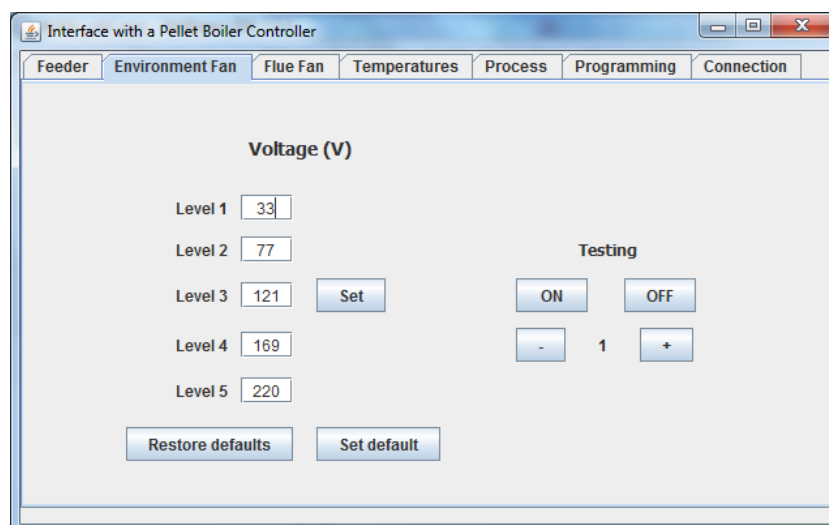 Interface with a Pellet Boiler Controller
Feeder Environment Fan Flue Fan Temperatures Process Programming Connection
Voltage (V)
Level 1 33
Level 2 77
Testing
Level 3 121 Set
ON OFF
Level 4 169
- 1 +
Level 5 220
Restore defaults Set default